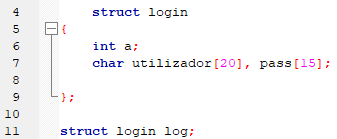 4 struct login
5 {
6 int a;
7 char utilizador[20], pass[15];
8
9 };
10
11 struct login log;